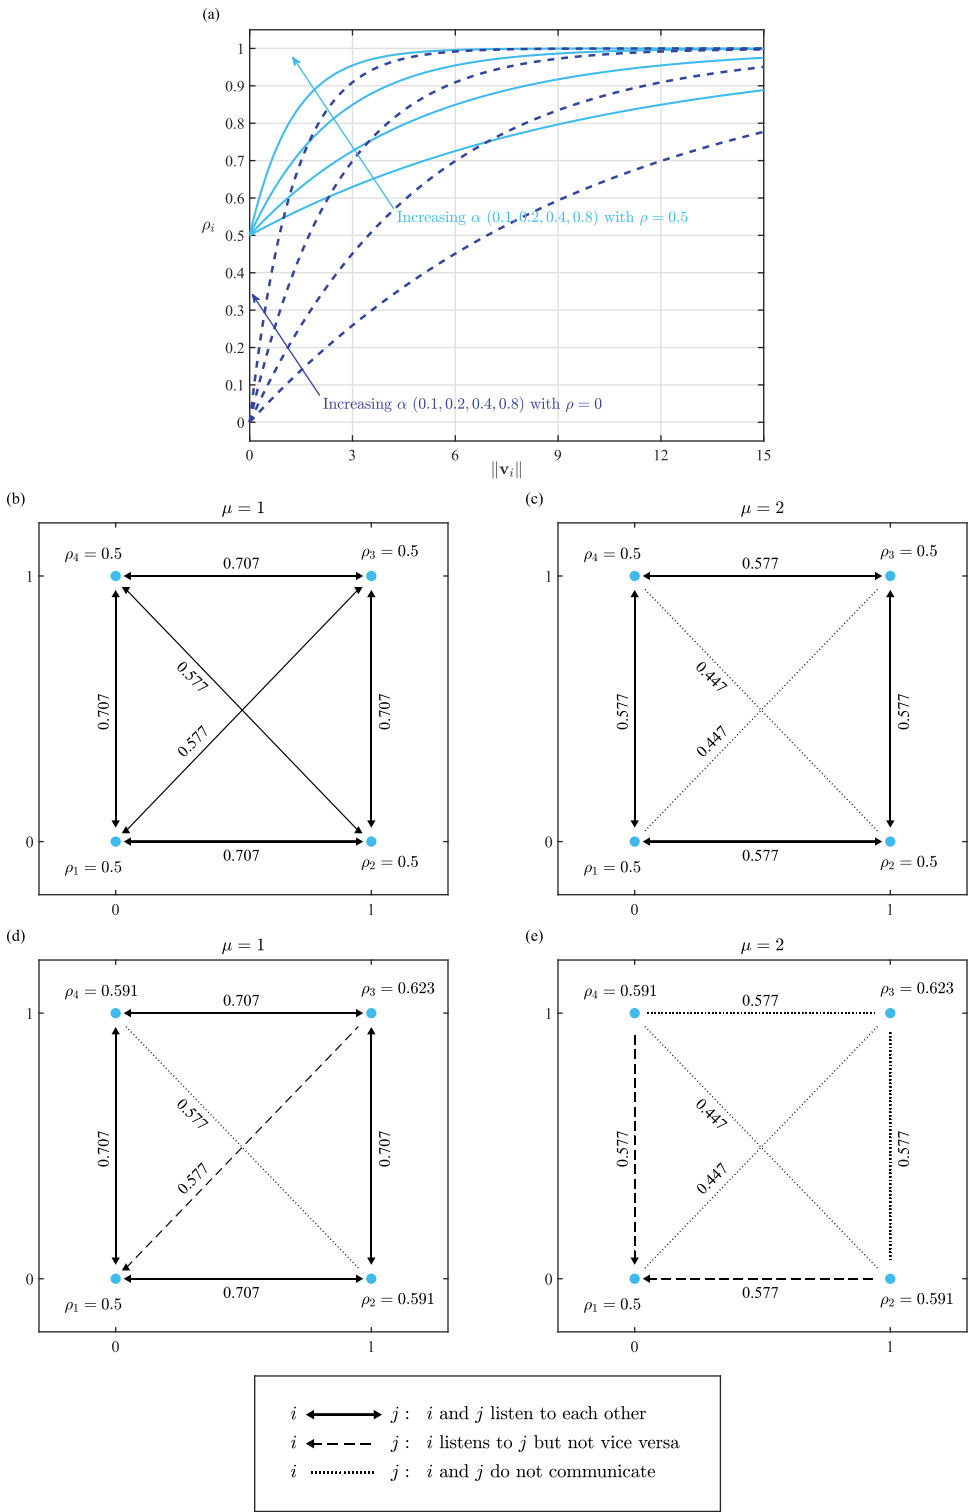 (a)
1
0.9
0.8
0.7
0.6
0.5
0.4
0.3
0.2
0.1
0
ρᵢ
Increasing α (0.1, 0.2, 0.4, 0.8) with ρ = 0.5
Increasing α (0.1, 0.2, 0.4, 0.8) with ρ = 0
0 3 6 9 12 15
‖vᵢ‖
(b)
μ = 1
ρ₄ = 0.5
ρ₃ = 0.5
0.707
1
0.577
0.707
0.707
0.577
0
0.707
ρ₁ = 0.5
ρ₂ = 0.5
0 1
(c)
μ = 2
ρ₄ = 0.5
ρ₃ = 0.5
0.577
1
0.447
0.577
0.577
0.447
0
0.577
ρ₁ = 0.5
ρ₂ = 0.5
0 1
(d)
μ = 1
ρ₄ = 0.591
ρ₃ = 0.623
0.707
1
0.577
0.707
0.707
0.577
0
0.707
ρ₁ = 0.5
ρ₂ = 0.591
0 1
(e)
μ = 2
ρ₄ = 0.591
ρ₃ = 0.623
0.577
1
0.447
0.577
0.577
0.447
0
0.577
ρ₁ = 0.5
ρ₂ = 0.591
0 1
i j : i and j listen to each other
i j : i listens to j but not vice versa
i j : i and j do not communicate